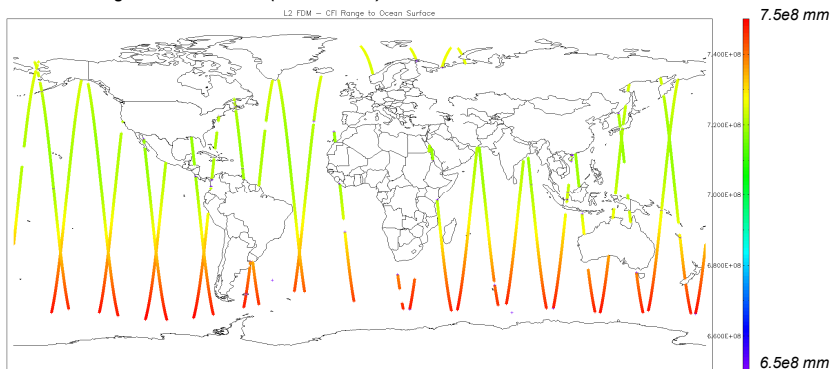 L2 FDM – CFI Range to Ocean Surface
7.5e8 mm
7.400E+08
7.200E+08
7.000E+08
6.800E+08
6.600E+08
6.5e8 mm